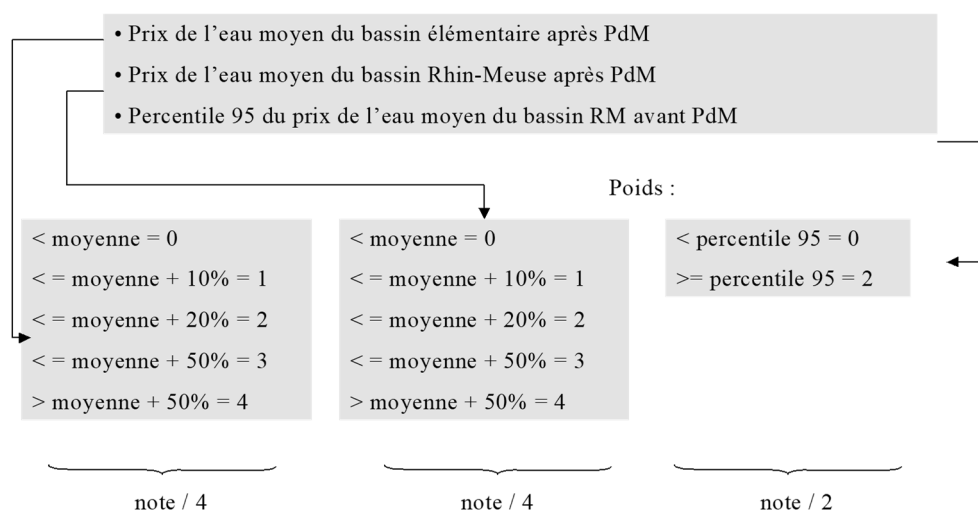 • Prix de l’eau moyen du bassin élémentaire après PdM
• Prix de l’eau moyen du bassin Rhin-Meuse après PdM
• Percentile 95 du prix de l’eau moyen du bassin RM avant PdM
Poids :
< moyenne = 0
< = moyenne + 10% = 1
< = moyenne + 20% = 2
< = moyenne + 50% = 3
> moyenne + 50% = 4
note / 4
< moyenne = 0
< = moyenne + 10% = 1
< = moyenne + 20% = 2
< = moyenne + 50% = 3
> moyenne + 50% = 4
note / 4
< percentile 95 = 0
>= percentile 95 = 2
note / 2